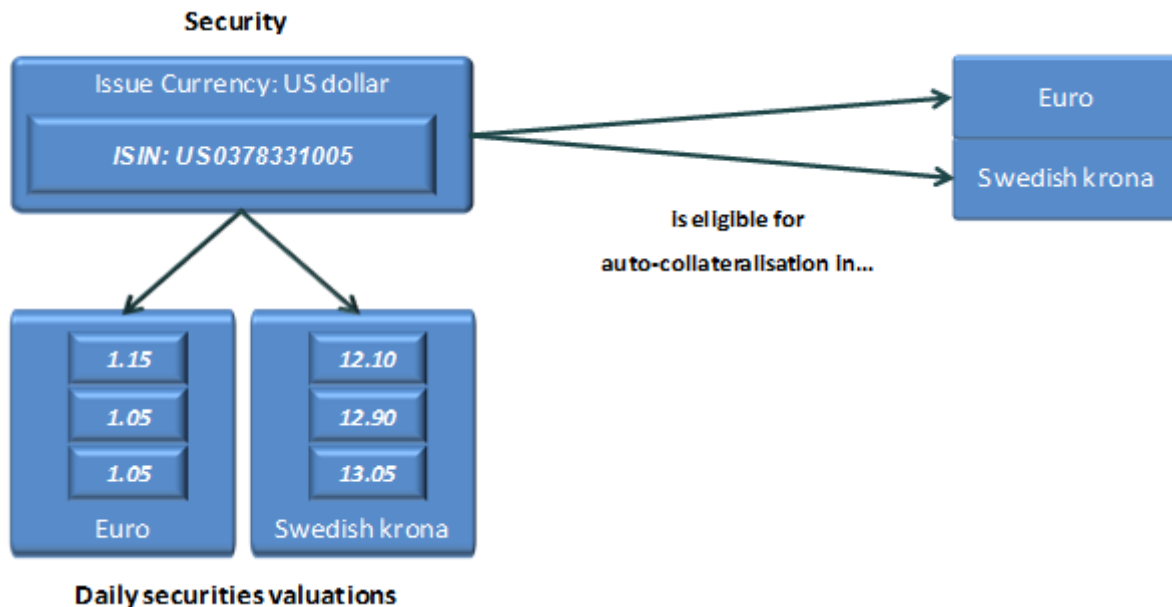 Security
Issue Currency: US dollar
ISIN: US0378331005
Euro
Swedish krona
is eligible for
auto-collateralisation in...
1.15
1.05
1.05
Euro
12.10
12.90
13.05
Swedish krona
Daily securities valuations